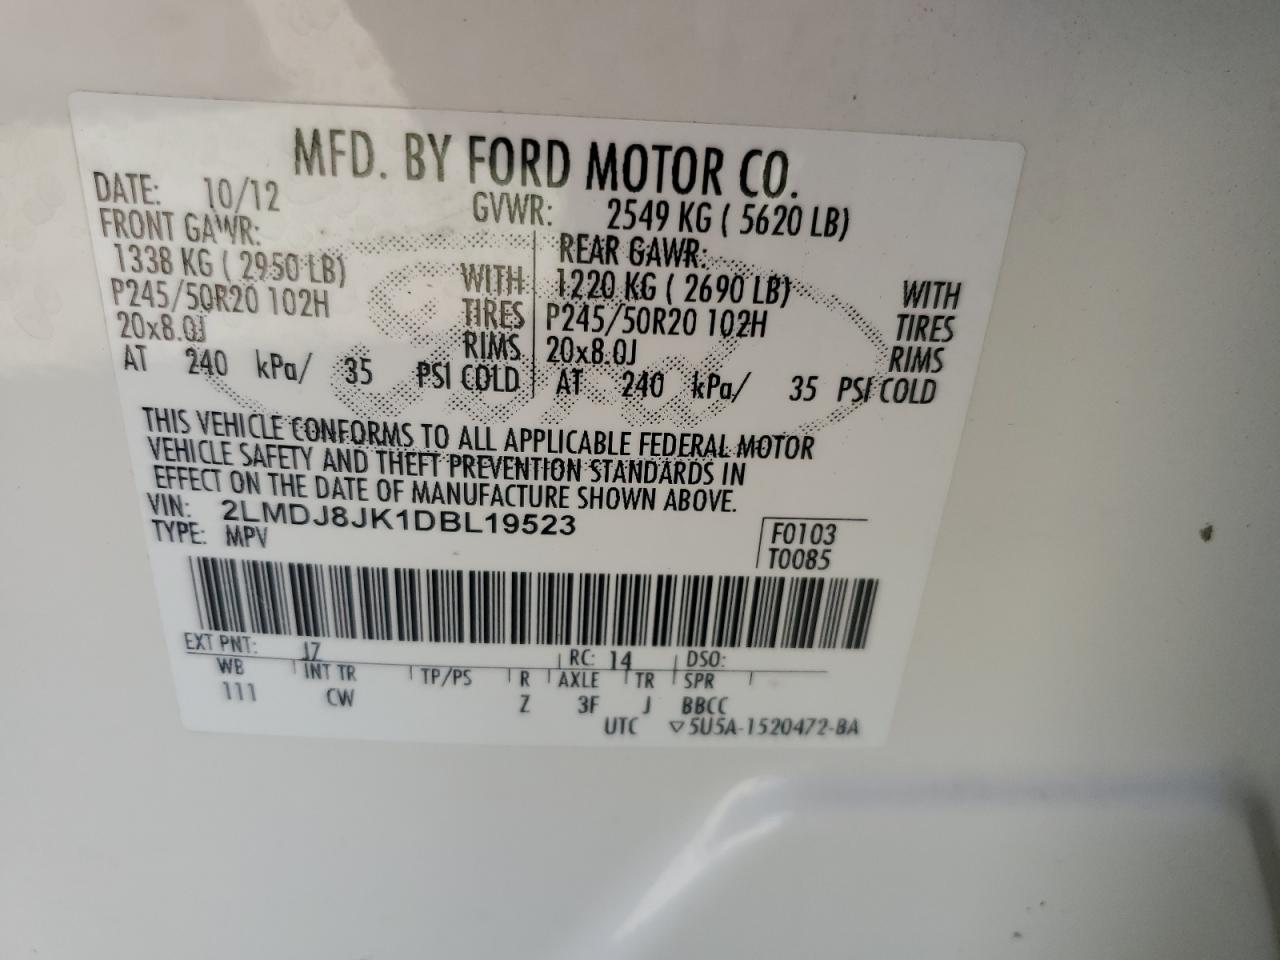 MFD. BY FORD MOTOR CO.
DATE: 10/12 GVWR: 2549 KG ( 5620 LB)
FRONT GAWR: REAR GAWR:
1338 KG ( 2950 LB) WITH 1220 KG ( 2690 LB) WITH
P245/50R20 102H TIRES P245/50R20 102H TIRES
20x8.0J RIMS 20x8.0J RIMS
AT 240 kPa/ 35 PSI COLD AT 240 kPa/ 35 PSI COLD
THIS VEHICLE CONFORMS TO ALL APPLICABLE FEDERAL MOTOR
VEHICLE SAFETY AND THEFT PREVENTION STANDARDS IN
EFFECT ON THE DATE OF MANUFACTURE SHOWN ABOVE.
VIN: 2LMDJ8JK1DBL19523
TYPE: MPV
F0103
T0085
EXT PNT: JZ RC: 14 DSO:
WB INT TR TP/PS R AXLE TR SPR
111 CW Z 3F J BBCC
UTC ▽5U5A-1520472-BA